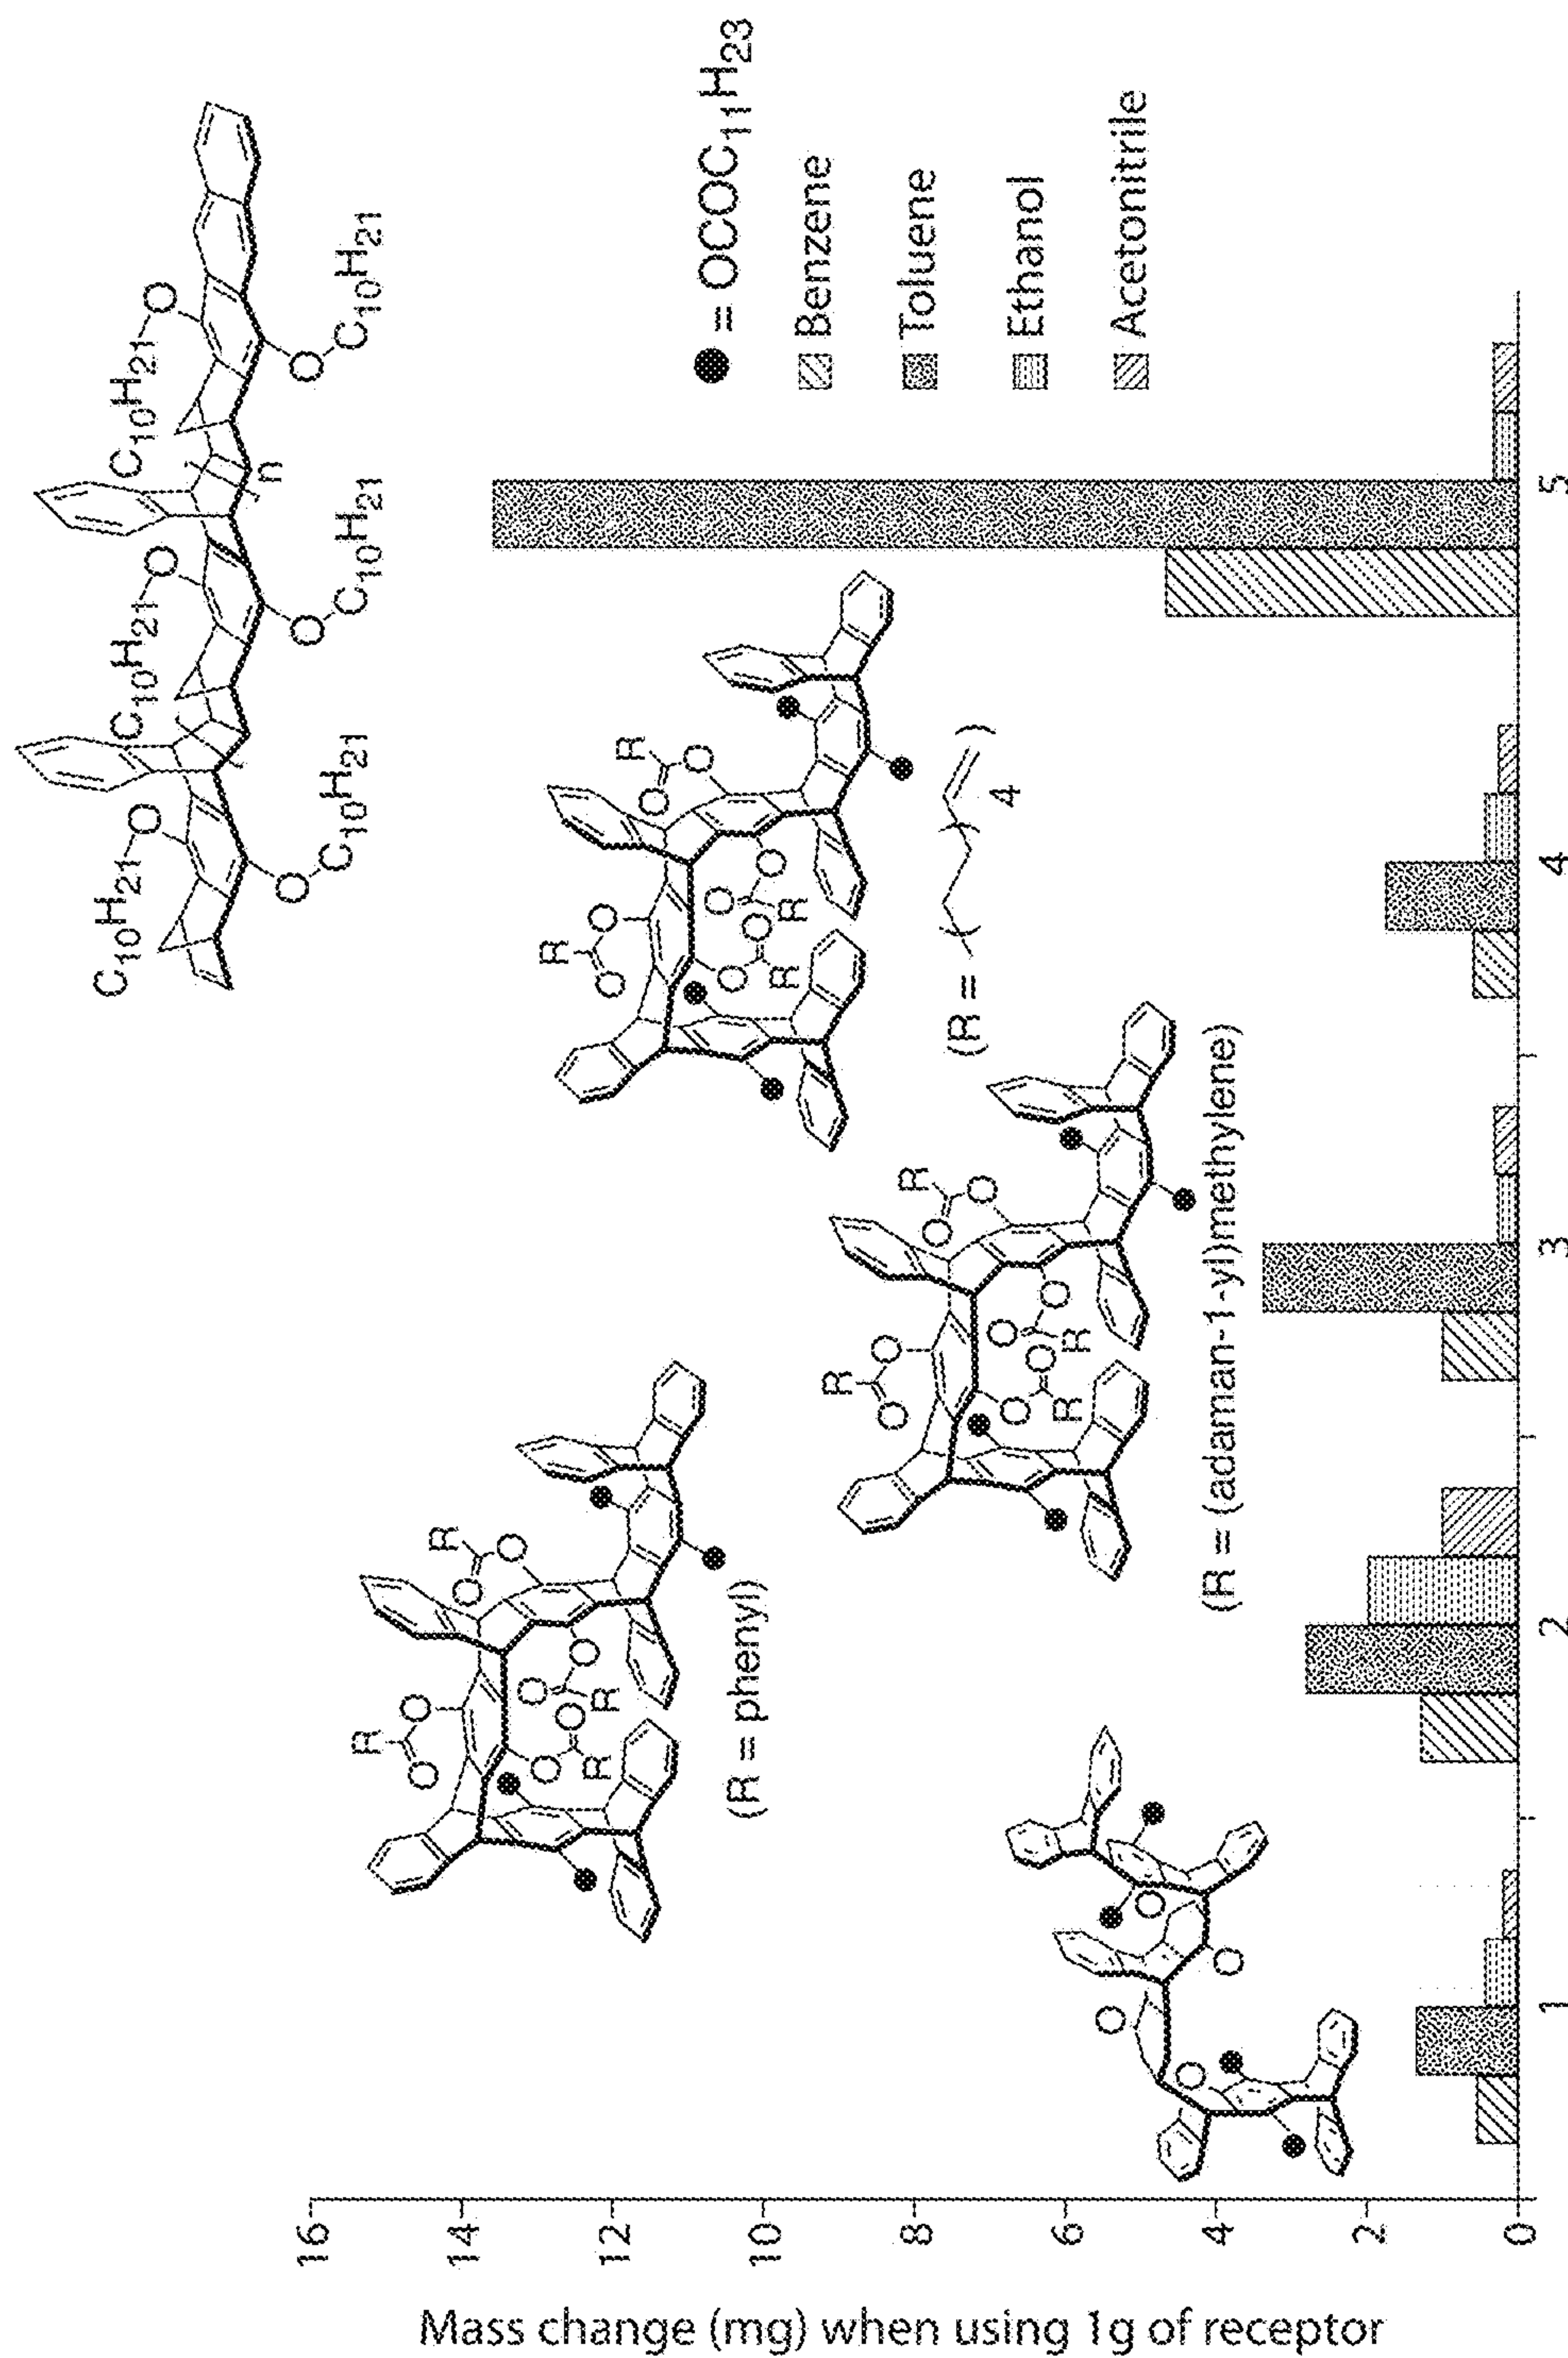 Mass change (mg) when using 1g of receptor
16
14
12
10
8
6
4
2
0
1
2
3
4
5
C10H21 O
C10H21 O
C10H21 O
n
O C10H21
O C10H21
O C10H21
● = OCOC11H23
Benzene
Toluene
Ethanol
Acetonitrile
R
O
O
R
O
O
O
O
R
O
O
R
(R = phenyl)
R
O
O
R
O
O
O
O
R
O
O
R
(R = (adaman-1-yl)methylene)
R
O
O
R
O
O
O
O
R
O
O
R
(R =
4
O
O
O
O